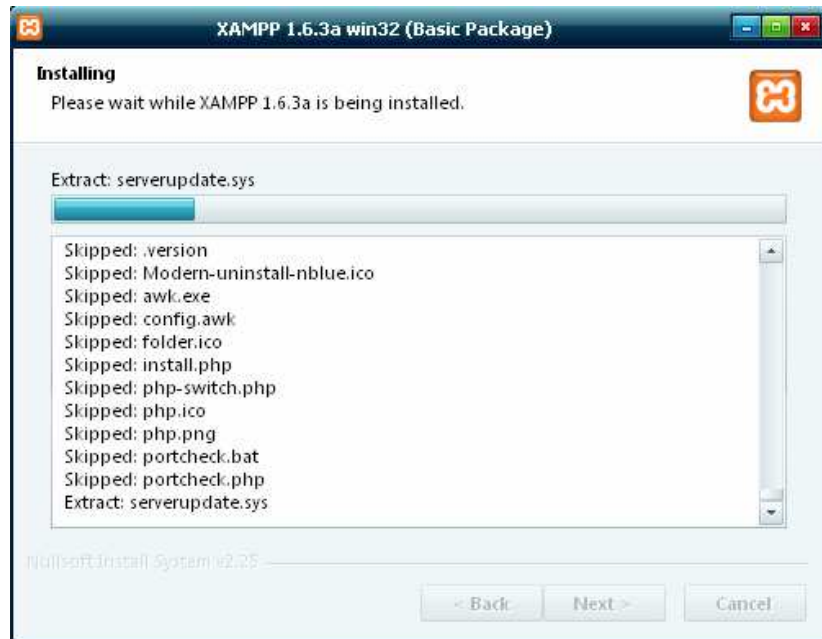 XAMPP 1.6.3a win32 (Basic Package)
Installing
Please wait while XAMPP 1.6.3a is being installed.
Extract: serverupdate.sys
Skipped: .version
Skipped: Modern-uninstall-nblue.ico
Skipped: awk.exe
Skipped: config.awk
Skipped: folder.ico
Skipped: install.php
Skipped: php-switch.php
Skipped: php.ico
Skipped: php.png
Skipped: portcheck.bat
Skipped: portcheck.php
Extract: serverupdate.sys
Nullsoft Install System v2.25
< Back Next > Cancel